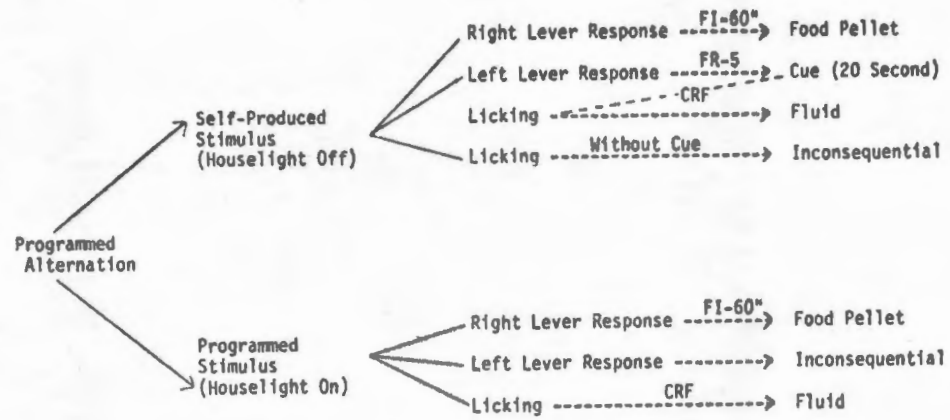 Right Lever Response FI-60" Food Pellet
Left Lever Response FR-5 Cue (20 Second)
Licking CRF Fluid
Licking Without Cue Inconsequential
Self-Produced
Stimulus
(Houselight Off)
Programmed
Alternation
Right Lever Response FI-60" Food Pellet
Left Lever Response Inconsequential
Licking CRF Fluid
Programmed
Stimulus
(Houselight On)